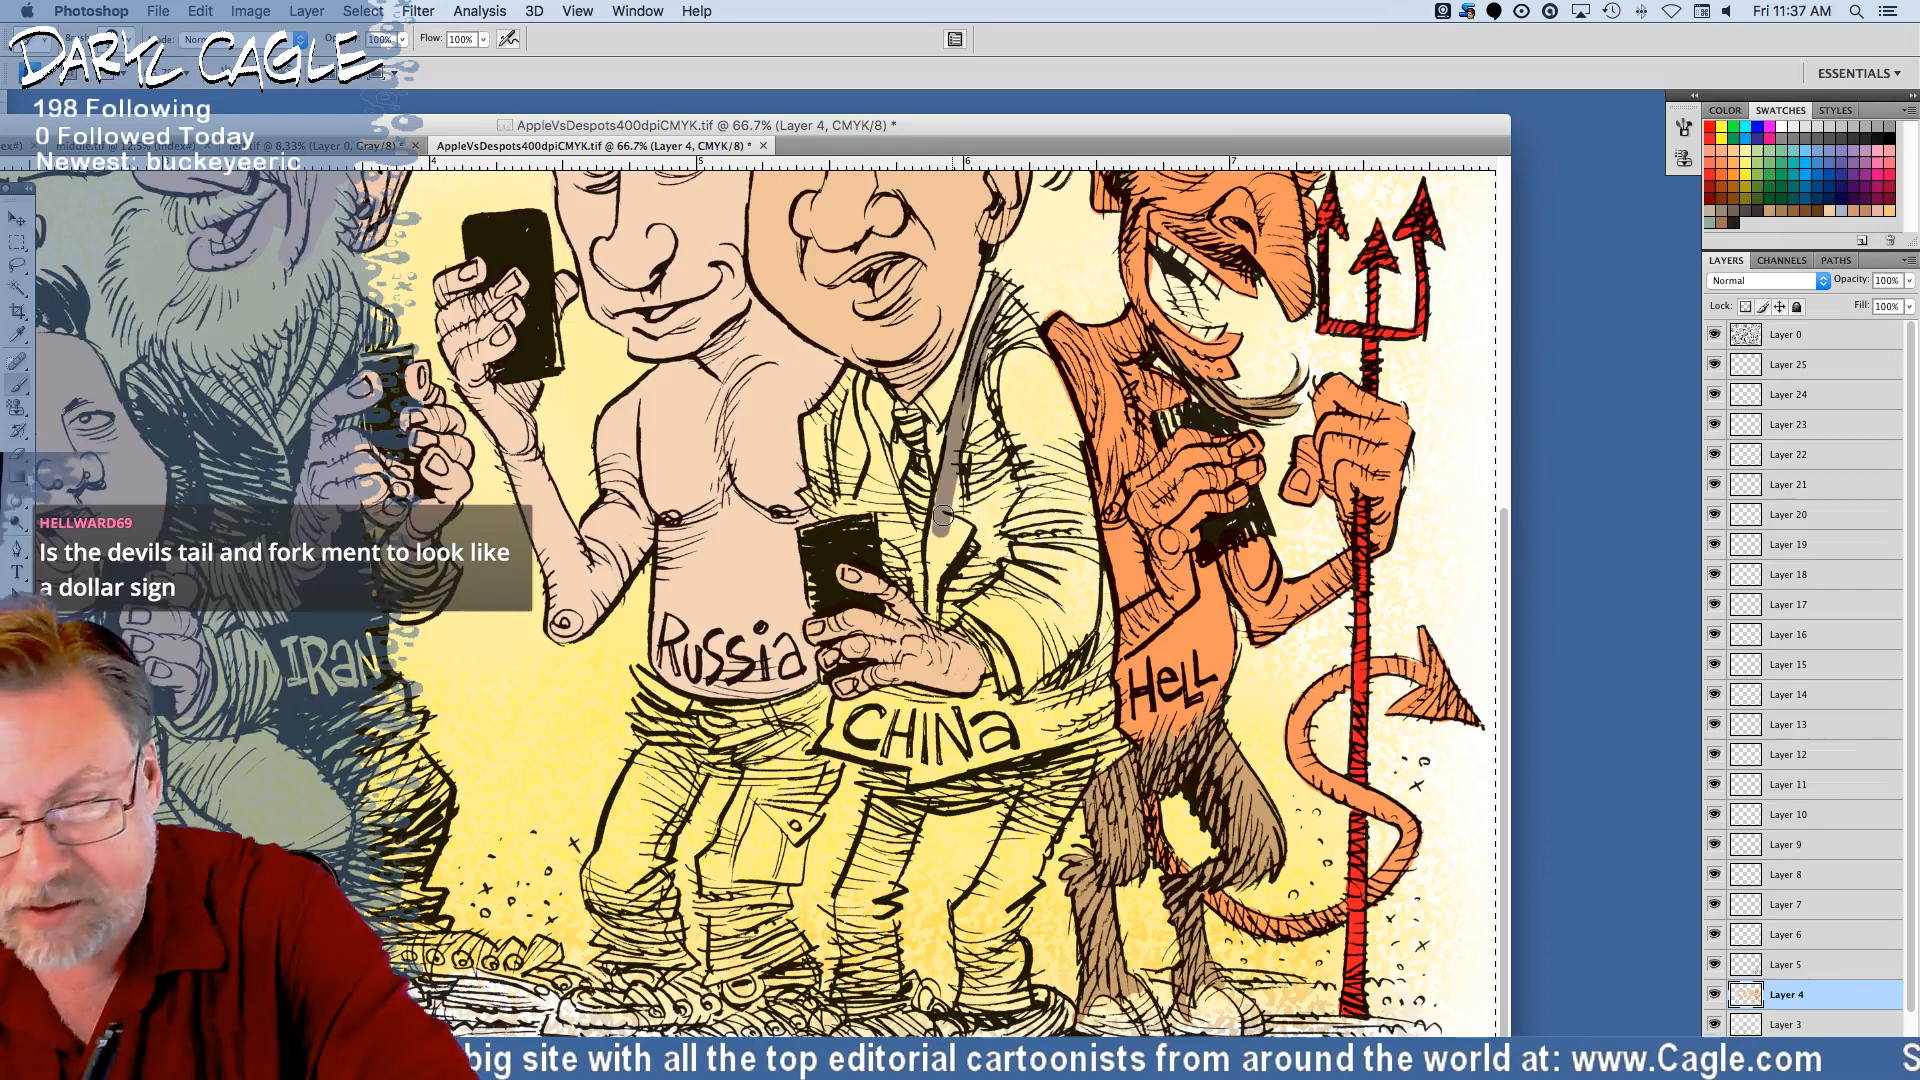 Photoshop File Edit Image Layer Select Filter Analysis 3D View Window Help
Fri 11:37 AM
100% Flow: 100%
DARYL CAGLE
ESSENTIALS
198 Following
0 Followed Today
Newest: buckeyeeric
AppleVsDespots400dpiCMYK.tif @ 66.7% (Layer 4, CMYK/8) *
AppleVsDespots400dpiCMYK.tif @ 66.7% (Layer 4, CMYK/8) *
4 5 6 7
COLOR SWATCHES STYLES
LAYERS CHANNELS PATHS
Normal Opacity: 100%
Lock: Fill: 100%
Layer 0
Layer 25
Layer 24
Layer 23
Layer 22
Layer 21
Layer 20
Layer 19
Layer 18
Layer 17
Layer 16
Layer 15
Layer 14
Layer 13
Layer 12
Layer 11
Layer 10
Layer 9
Layer 8
Layer 7
Layer 6
Layer 5
Layer 4
Layer 3
HELLWARD69
Is the devils tail and fork ment to look like
a dollar sign
IRAN
RUSSia
CHINa
HeLL
big site with all the top editorial cartoonists from around the world at: www.Cagle.com S